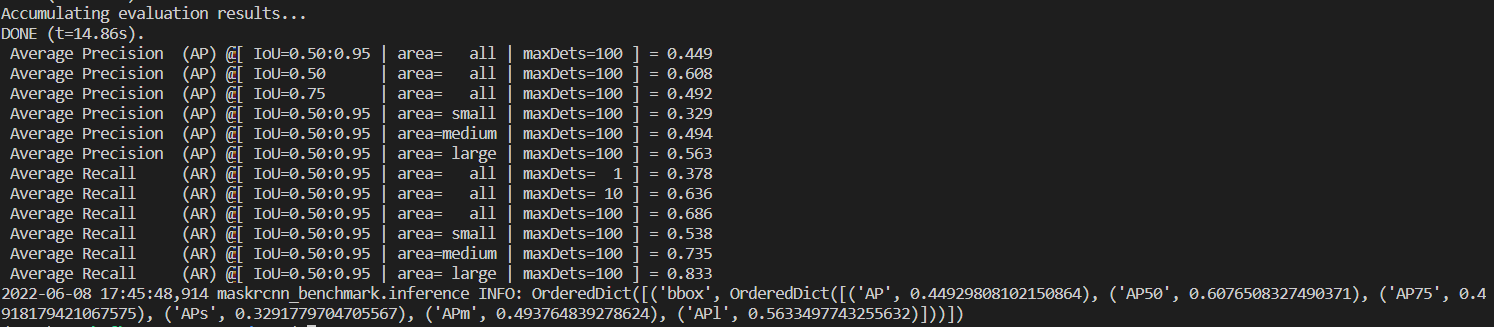 Accumulating evaluation results...
DONE (t=14.86s).
Average Precision  (AP) @[ IoU=0.50:0.95 | area=   all | maxDets=100 ] = 0.449
Average Precision  (AP) @[ IoU=0.50      | area=   all | maxDets=100 ] = 0.608
Average Precision  (AP) @[ IoU=0.75      | area=   all | maxDets=100 ] = 0.492
Average Precision  (AP) @[ IoU=0.50:0.95 | area= small | maxDets=100 ] = 0.329
Average Precision  (AP) @[ IoU=0.50:0.95 | area=medium | maxDets=100 ] = 0.494
Average Precision  (AP) @[ IoU=0.50:0.95 | area= large | maxDets=100 ] = 0.563
Average Recall     (AR) @[ IoU=0.50:0.95 | area=   all | maxDets=  1 ] = 0.378
Average Recall     (AR) @[ IoU=0.50:0.95 | area=   all | maxDets= 10 ] = 0.636
Average Recall     (AR) @[ IoU=0.50:0.95 | area=   all | maxDets=100 ] = 0.686
Average Recall     (AR) @[ IoU=0.50:0.95 | area= small | maxDets=100 ] = 0.538
Average Recall     (AR) @[ IoU=0.50:0.95 | area=medium | maxDets=100 ] = 0.735
Average Recall     (AR) @[ IoU=0.50:0.95 | area= large | maxDets=100 ] = 0.833
2022-06-08 17:45:48,914 maskrcnn_benchmark.inference INFO: OrderedDict([('bbox', OrderedDict([('AP', 0.44929808102150864), ('AP50', 0.6076508327490371), ('AP75', 0.4
918179421067575), ('APs', 0.3291779704705567), ('APm', 0.493764839278624), ('APl', 0.5633497743255632)]))])